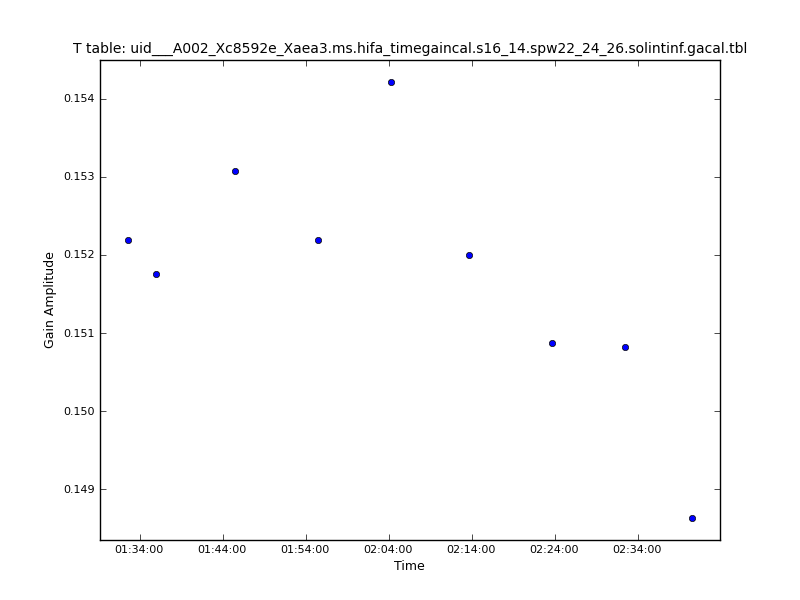 T table: uid___A002_Xc8592e_Xaea3.ms.hifa_timegaincal.s16_14.spw22_24_26.solintinf.gacal.tbl
0.154
0.153
0.152
0.151
0.150
0.149
Gain Amplitude
01:34:00 01:44:00 01:54:00 02:04:00 02:14:00 02:24:00 02:34:00
Time